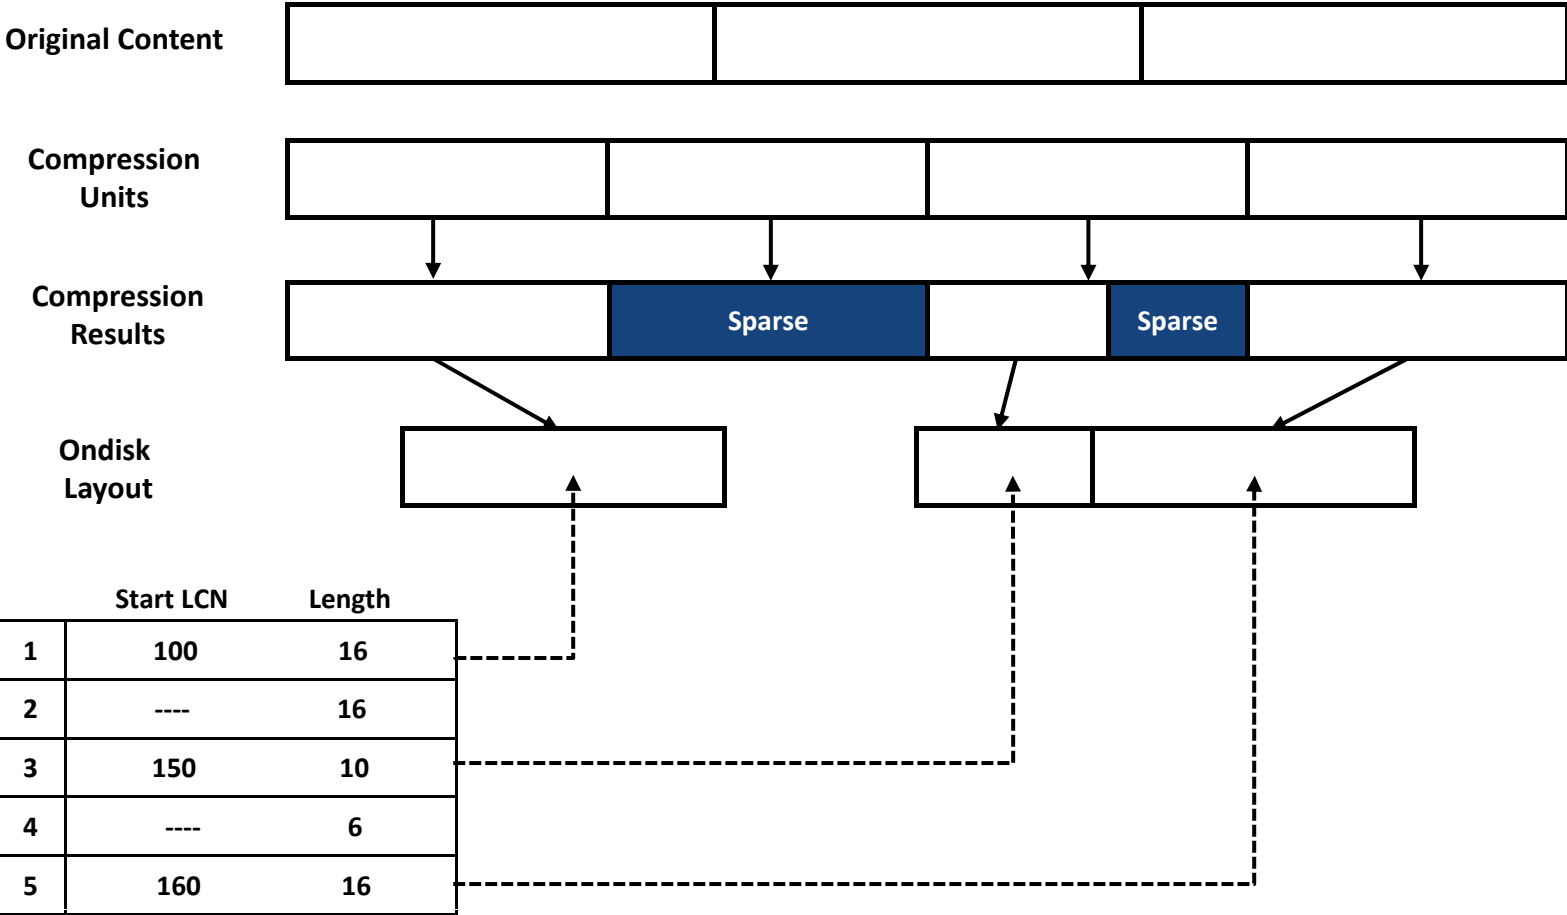 Original Content
Compression
Units
Compression
Results
Sparse
Sparse
Ondisk
Layout
Start LCN Length
1 100 16
2 ---- 16
3 150 10
4 ---- 6
5 160 16